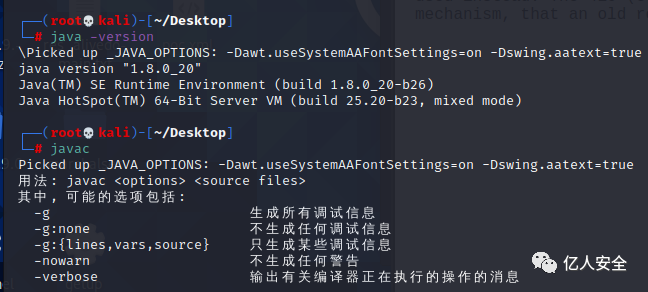 mechanism, that an old re
┌──(root💀kali)-[~/Desktop]
└─# java -version
\Picked up _JAVA_OPTIONS: -Dawt.useSystemAAFontSettings=on -Dswing.aatext=true
java version "1.8.0_20"
Java(TM) SE Runtime Environment (build 1.8.0_20-b26)
Java HotSpot(TM) 64-Bit Server VM (build 25.20-b23, mixed mode)
┌──(root💀kali)-[~/Desktop]
└─# javac
Picked up _JAVA_OPTIONS: -Dawt.useSystemAAFontSettings=on -Dswing.aatext=true
用法: javac <options> <source files>
其中, 可能的选项包括:
-g 生成所有调试信息
-g:none 不生成任何调试信息
-g:{lines,vars,source} 只生成某些调试信息
-nowarn 不生成任何警告
-verbose 输出有关编译器正在执行的操作的消息
亿人安全